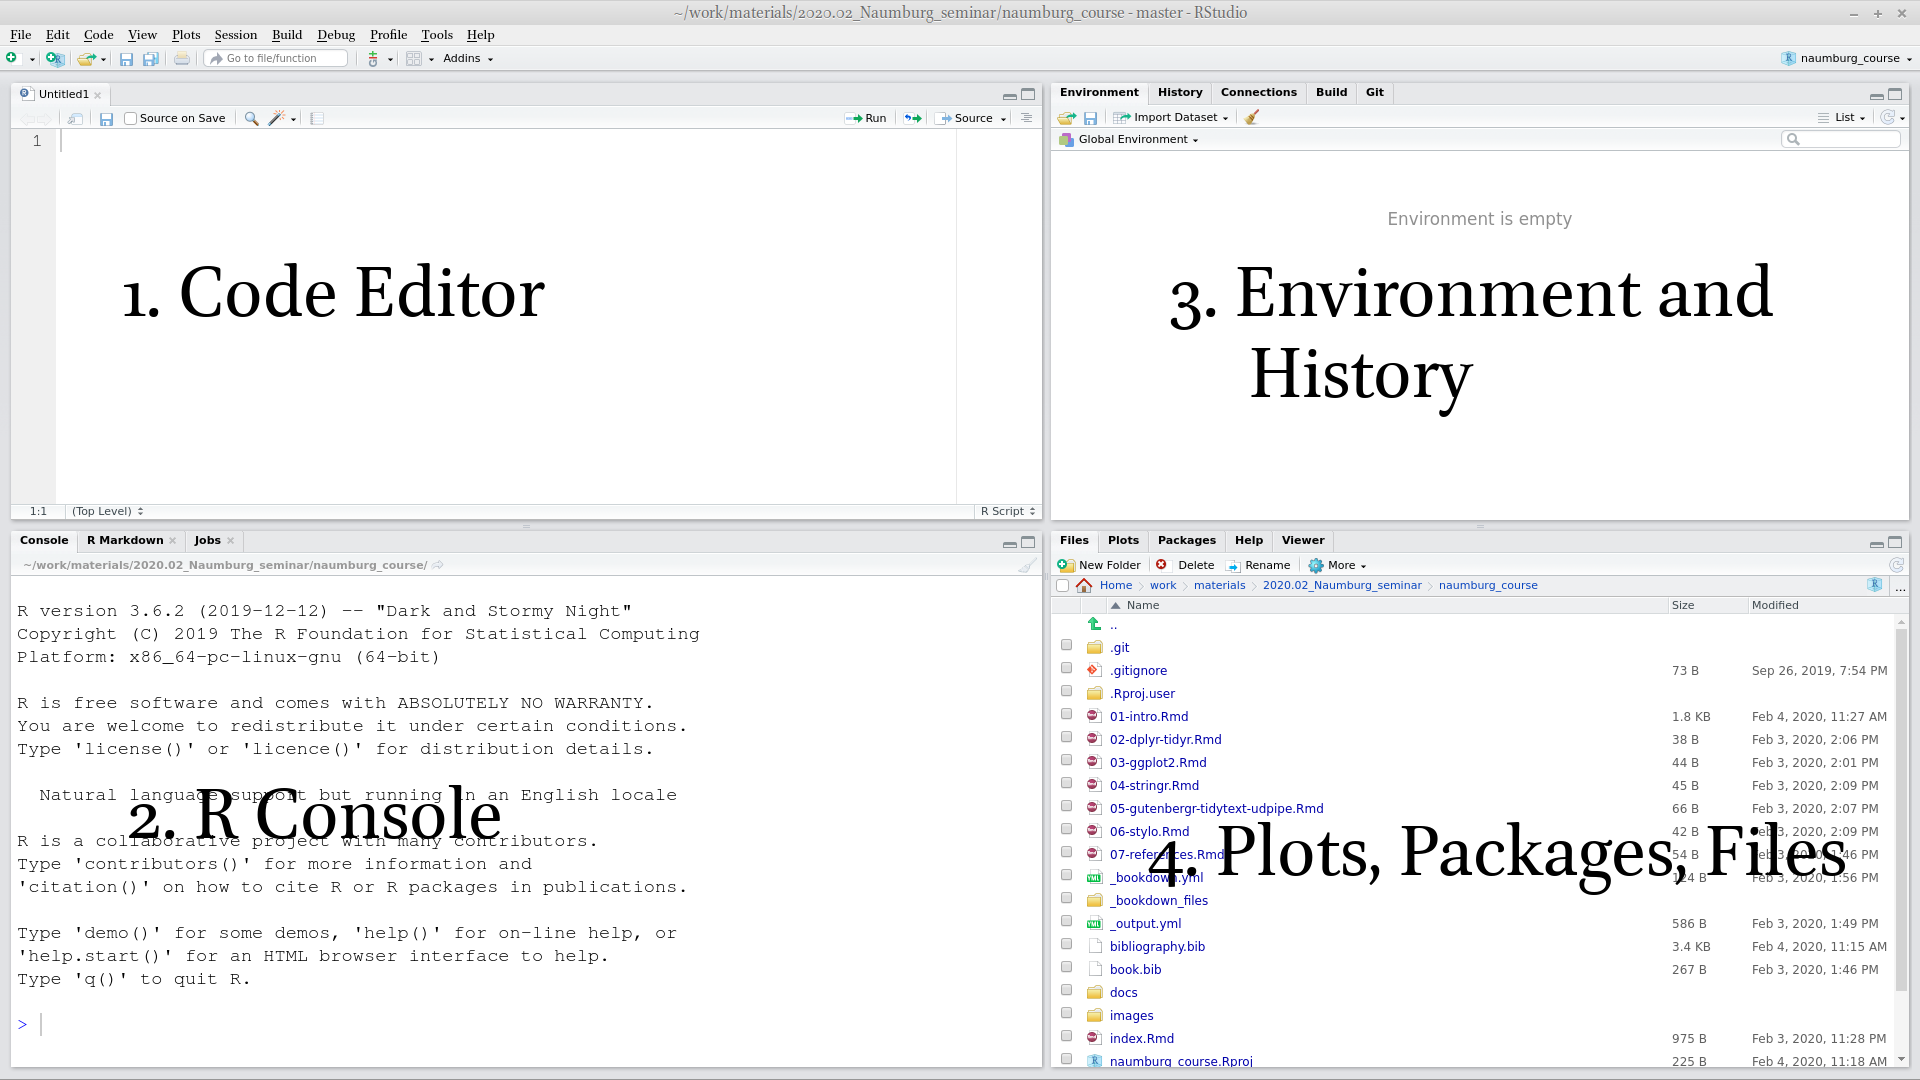 ~/work/materials/2020.02_Naumburg_seminar/naumburg_course - master - RStudio
File Edit Code View Plots Session Build Debug Profile Tools Help
Go to file/function Addins naumburg_course
Untitled1
Source on Save Run Source
1
1. Code Editor
1:1 (Top Level) R Script
Environment History Connections Build Git
Import Dataset List
Global Environment
Environment is empty
3. Environment and
History
Console R Markdown Jobs
~/work/materials/2020.02_Naumburg_seminar/naumburg_course/
R version 3.6.2 (2019-12-12) -- "Dark and Stormy Night"
Copyright (C) 2019 The R Foundation for Statistical Computing
Platform: x86_64-pc-linux-gnu (64-bit)
R is free software and comes with ABSOLUTELY NO WARRANTY.
You are welcome to redistribute it under certain conditions.
Type 'license()' or 'licence()' for distribution details.
Natural language support but running in an English locale
2. R Console
R is a collaborative project with many contributors.
Type 'contributors()' for more information and
'citation()' on how to cite R or R packages in publications.
Type 'demo()' for some demos, 'help()' for on-line help, or
'help.start()' for an HTML browser interface to help.
Type 'q()' to quit R.
>
Files Plots Packages Help Viewer
New Folder Delete Rename More
Home work materials 2020.02_Naumburg_seminar naumburg_course ...
Name Size Modified
..
.git
.gitignore 73 B Sep 26, 2019, 7:54 PM
.Rproj.user
01-intro.Rmd 1.8 KB Feb 4, 2020, 11:27 AM
02-dplyr-tidyr.Rmd 38 B Feb 3, 2020, 2:06 PM
03-ggplot2.Rmd 44 B Feb 3, 2020, 2:01 PM
04-stringr.Rmd 45 B Feb 3, 2020, 2:09 PM
05-gutenbergr-tidytext-udpipe.Rmd 66 B Feb 3, 2020, 2:07 PM
06-stylo.Rmd 42 B Feb 3, 2020, 2:09 PM
4. Plots, Packages, Files
07-references.Rmd 54 B Feb 3, 2020, 1:46 PM
_bookdown.yml 124 B Feb 3, 2020, 1:56 PM
_bookdown_files
_output.yml 586 B Feb 3, 2020, 1:49 PM
bibliography.bib 3.4 KB Feb 4, 2020, 11:15 AM
book.bib 267 B Feb 3, 2020, 1:46 PM
docs
images
index.Rmd 975 B Feb 3, 2020, 11:28 PM
naumburg_course.Rproj 225 B Feb 4, 2020, 11:18 AM